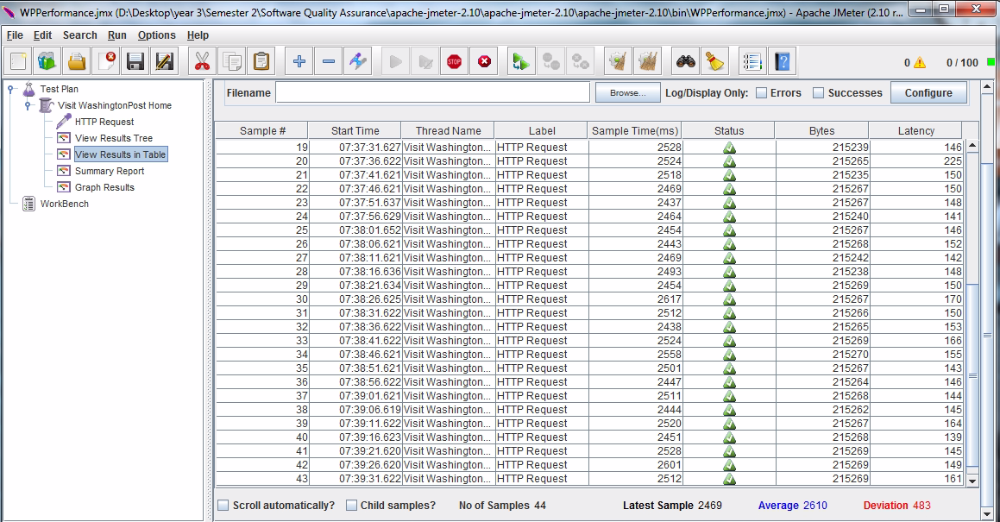 WPPerformance.jmx (D:\Desktop\year 3\Semester 2\Software Quality Assurance\apache-jmeter-2.10\apache-jmeter-2.10\apache-jmeter-2.10\bin\WPPerformance.jmx) - Apache JMeter (2.10 r...
File Edit Search Run Options Help
STOP ? 0 0 / 100
Test Plan
Visit WashingtonPost Home
HTTP Request
View Results Tree
View Results in Table
Summary Report
Graph Results
WorkBench
Filename Browse... Log/Display Only: Errors Successes Configure
Sample # Start Time Thread Name Label Sample Time(ms) Status Bytes Latency
19 07:37:31.627 Visit Washington... HTTP Request 2528 215239 146
20 07:37:36.622 Visit Washington... HTTP Request 2524 215265 225
21 07:37:41.621 Visit Washington... HTTP Request 2518 215235 150
22 07:37:46.621 Visit Washington... HTTP Request 2469 215267 150
23 07:37:51.637 Visit Washington... HTTP Request 2437 215267 148
24 07:37:56.629 Visit Washington... HTTP Request 2464 215240 141
25 07:38:01.652 Visit Washington... HTTP Request 2454 215267 146
26 07:38:06.621 Visit Washington... HTTP Request 2443 215268 152
27 07:38:11.621 Visit Washington... HTTP Request 2469 215242 142
28 07:38:16.636 Visit Washington... HTTP Request 2493 215238 148
29 07:38:21.634 Visit Washington... HTTP Request 2454 215269 150
30 07:38:26.625 Visit Washington... HTTP Request 2617 215267 170
31 07:38:31.622 Visit Washington... HTTP Request 2512 215266 150
32 07:38:36.622 Visit Washington... HTTP Request 2438 215265 153
33 07:38:41.622 Visit Washington... HTTP Request 2524 215269 166
34 07:38:46.621 Visit Washington... HTTP Request 2558 215270 155
35 07:38:51.621 Visit Washington... HTTP Request 2501 215267 143
36 07:38:56.622 Visit Washington... HTTP Request 2447 215264 146
37 07:39:01.621 Visit Washington... HTTP Request 2511 215268 144
38 07:39:06.619 Visit Washington... HTTP Request 2444 215262 145
39 07:39:11.622 Visit Washington... HTTP Request 2520 215267 164
40 07:39:16.623 Visit Washington... HTTP Request 2451 215268 139
41 07:39:21.620 Visit Washington... HTTP Request 2528 215269 145
42 07:39:26.620 Visit Washington... HTTP Request 2601 215269 149
43 07:39:31.622 Visit Washington... HTTP Request 2512 215269 161
Scroll automatically? Child samples? No of Samples 44 Latest Sample 2469 Average 2610 Deviation 483